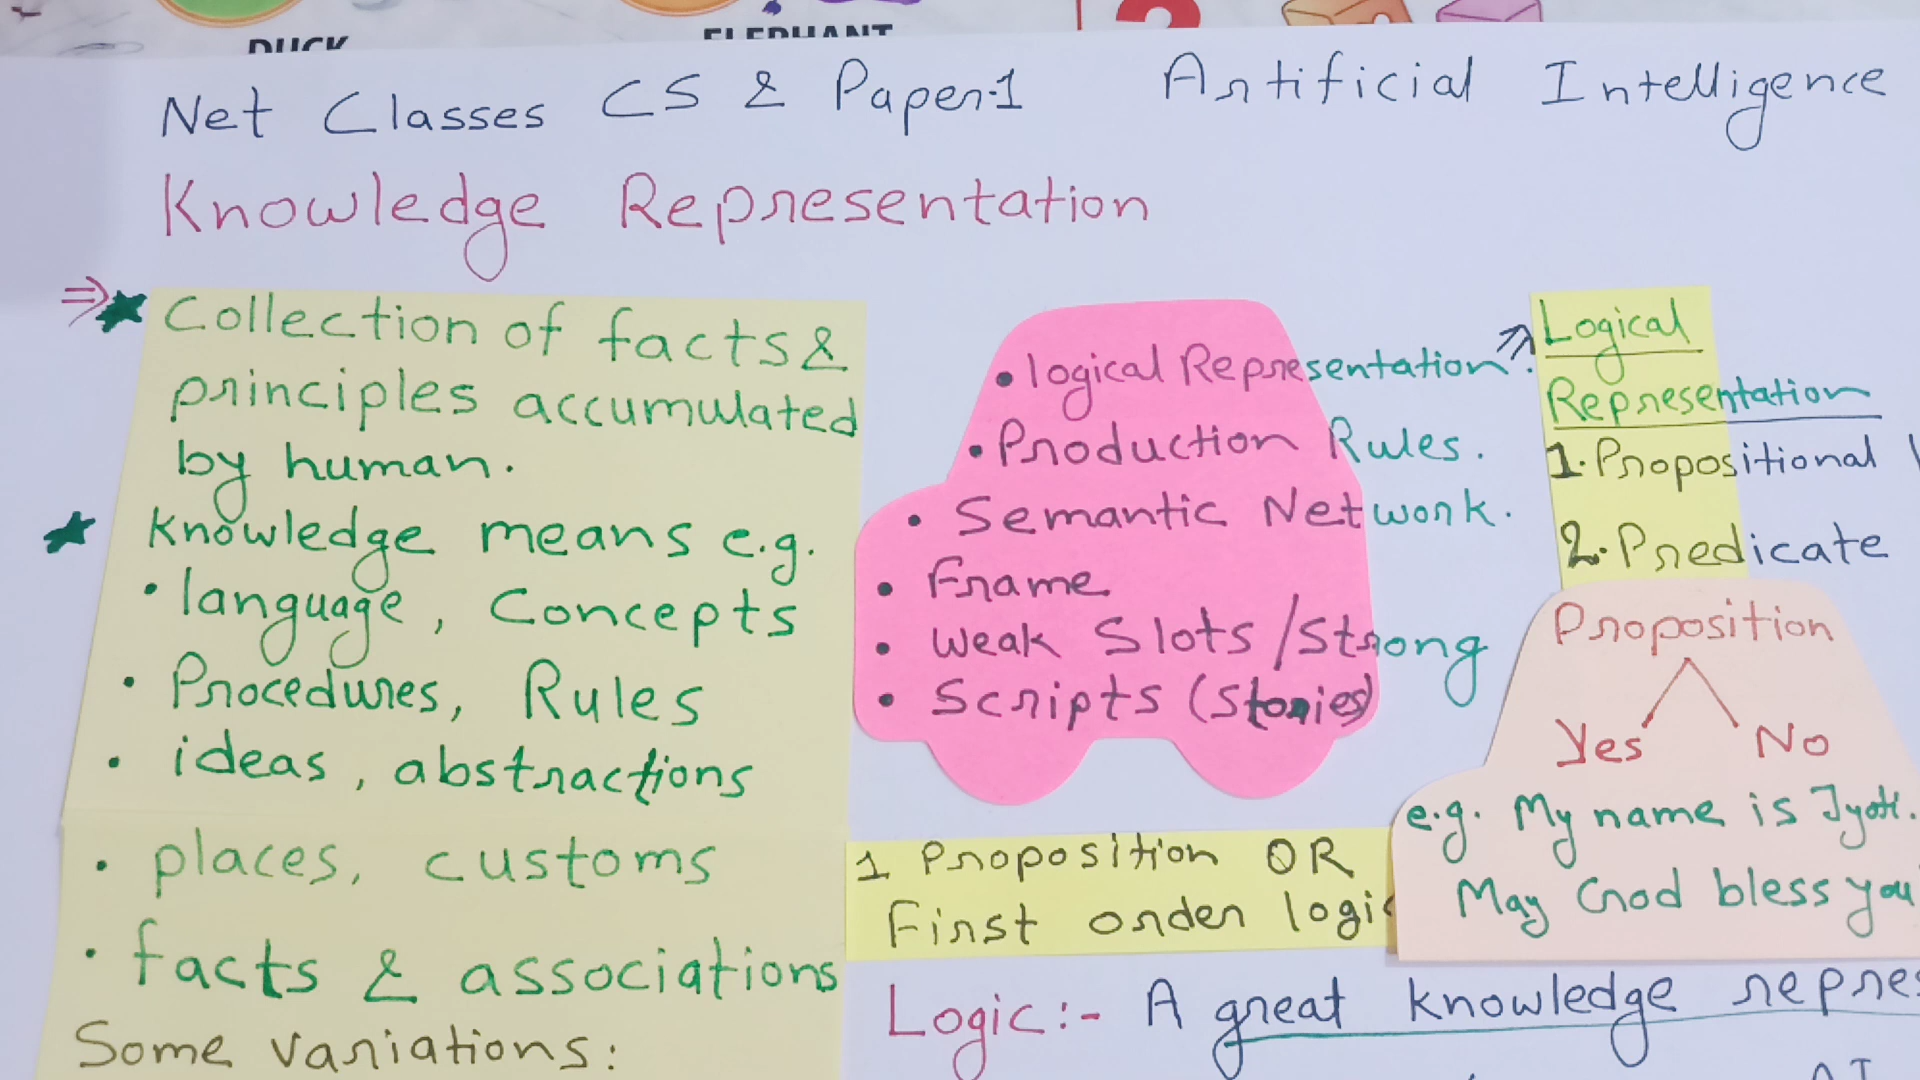 DUCK
ELEPHANT
Net Classes CS & Paper-1 Artificial Intelligence
Knowledge Representation
⇒★ Collection of facts &
principles accumulated
by human.
★ Knowledge means e.g.
• language, Concepts
• Procedures, Rules
• ideas, abstractions
• places, customs
• facts & associations
Some variations:
• logical Representation.
• Production Rules.
• Semantic Network.
• Frame
• Weak Slots / Strong
• Scripts (Stories)
Logical
Representation
1. Propositional
2. Predicate
Proposition
Yes No
e.g. My name is Jyoti.
May God bless you
1 Proposition OR
First order logic
Logic :- A great knowledge